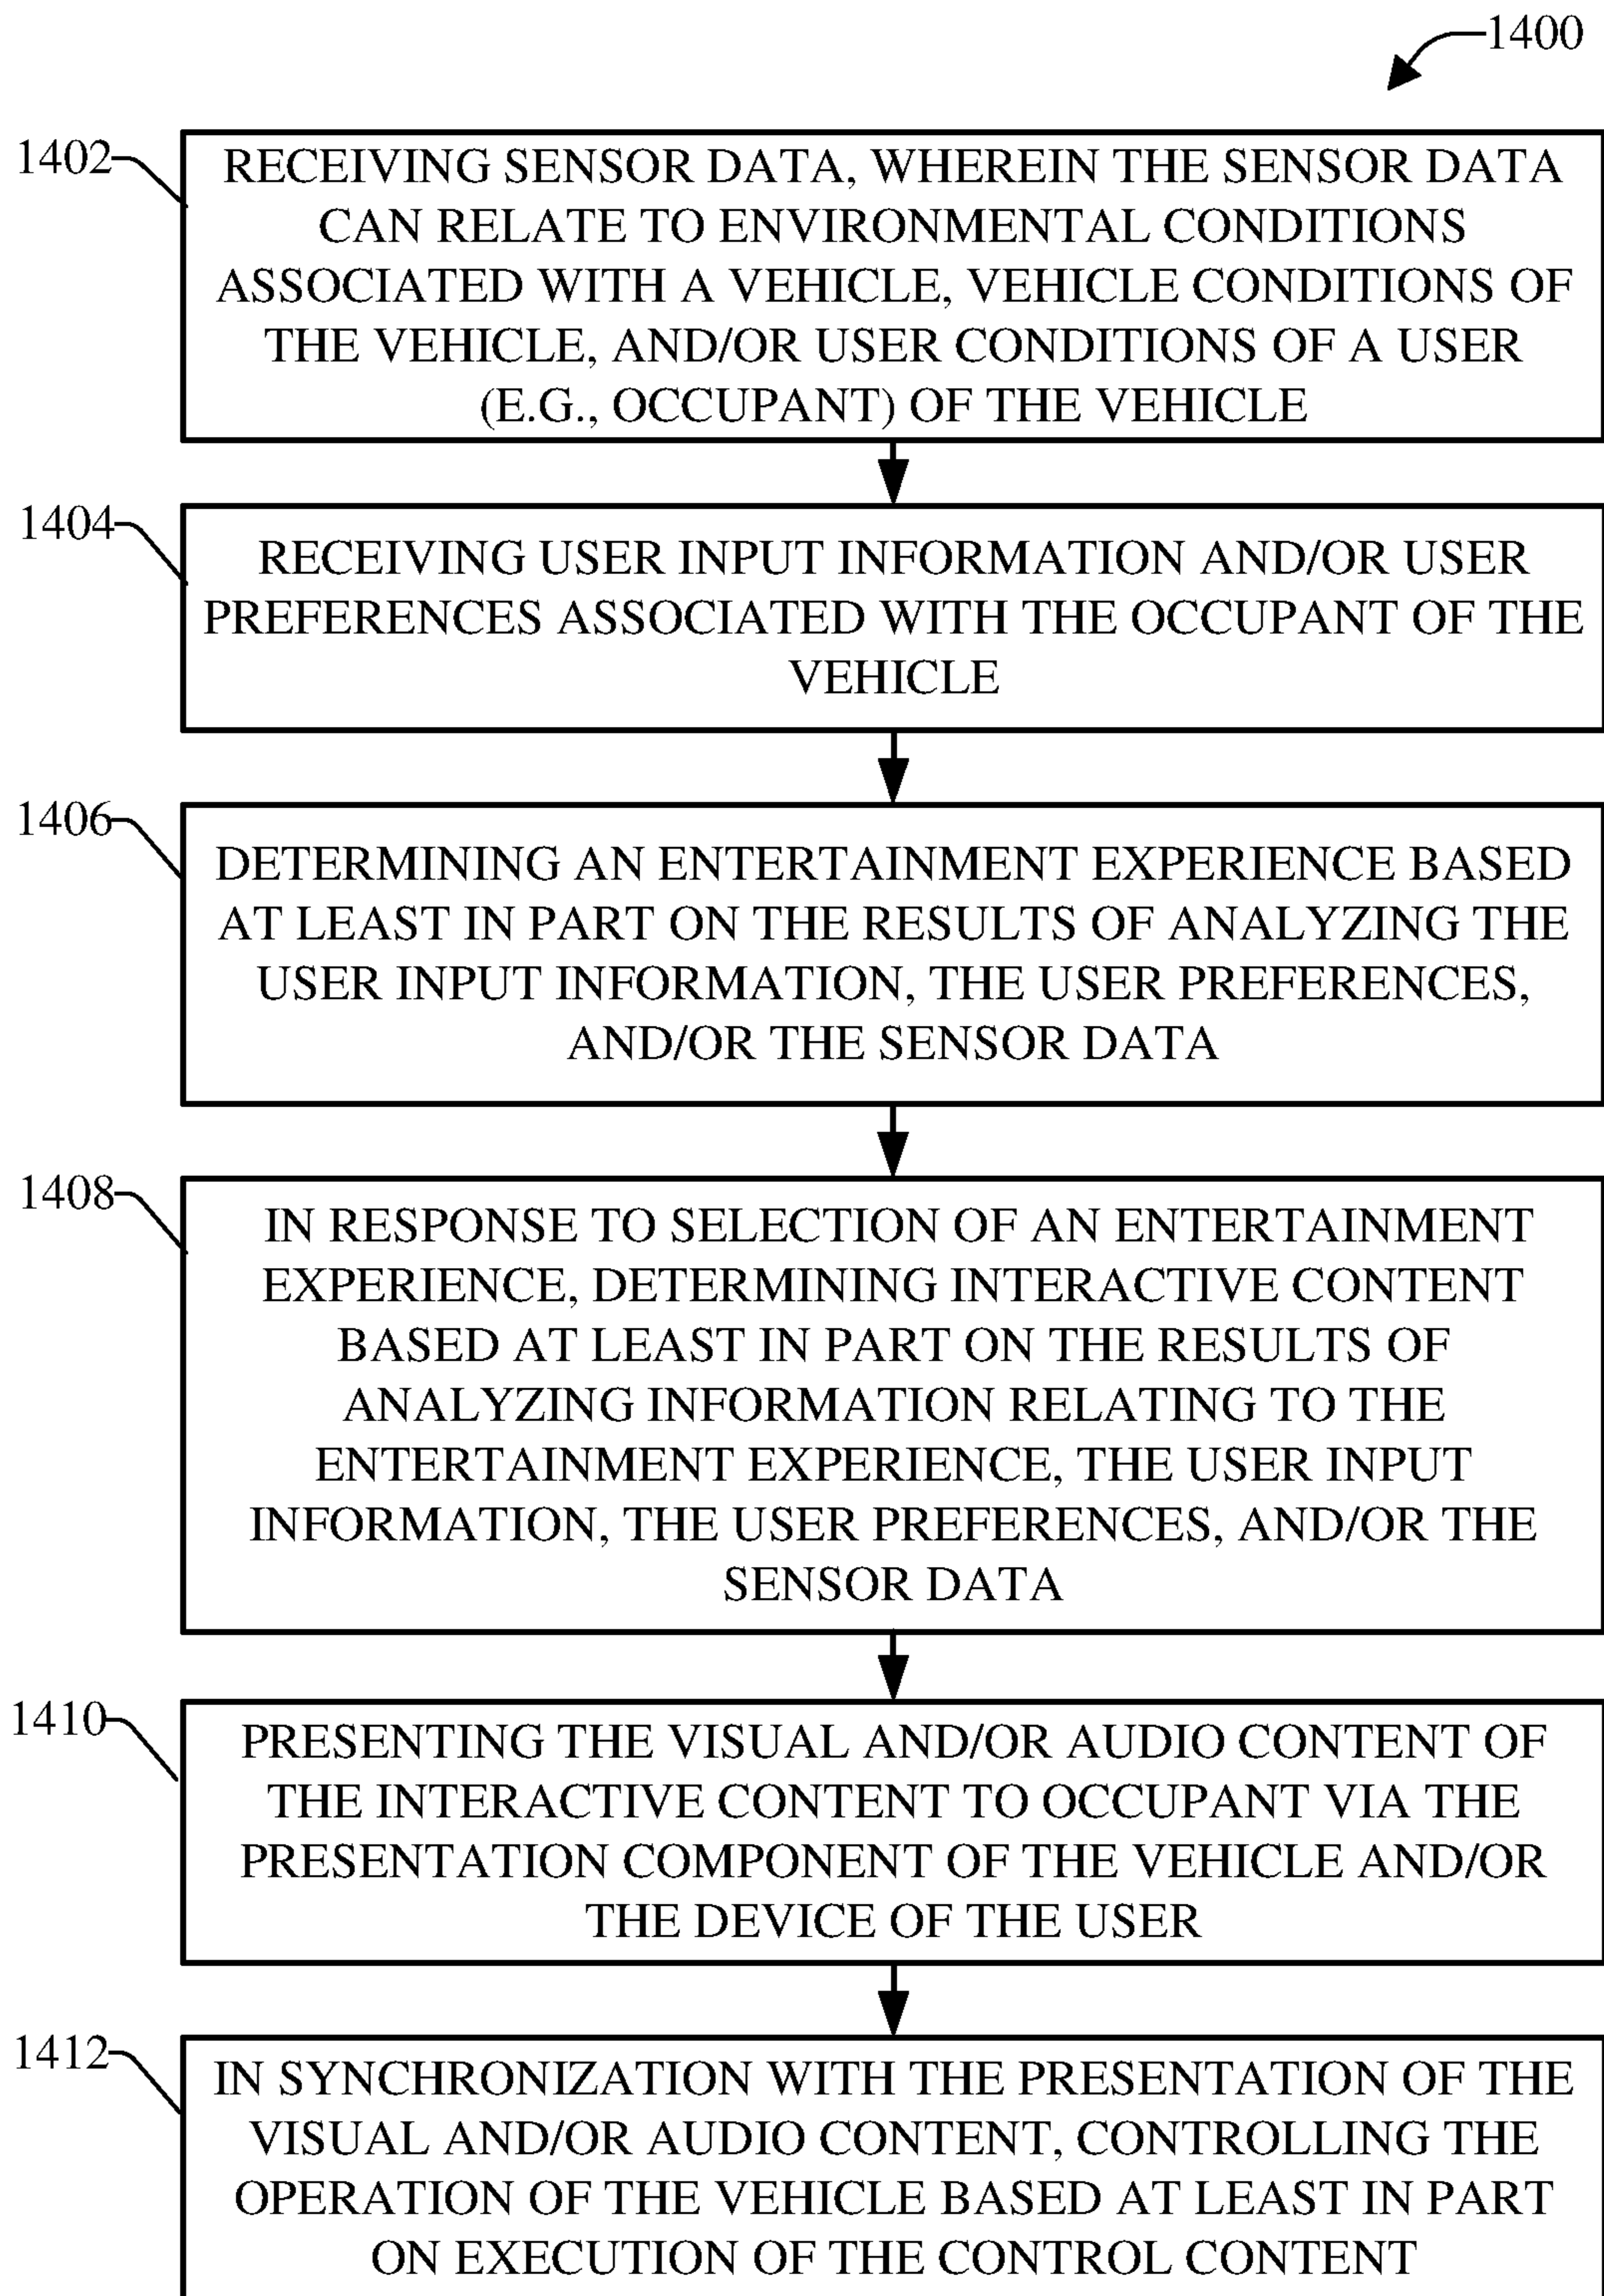 1400
1402
RECEIVING SENSOR DATA, WHEREIN THE SENSOR DATA
CAN RELATE TO ENVIRONMENTAL CONDITIONS
ASSOCIATED WITH A VEHICLE, VEHICLE CONDITIONS OF
THE VEHICLE, AND/OR USER CONDITIONS OF A USER
(E.G., OCCUPANT) OF THE VEHICLE
1404
RECEIVING USER INPUT INFORMATION AND/OR USER
PREFERENCES ASSOCIATED WITH THE OCCUPANT OF THE
VEHICLE
1406
DETERMINING AN ENTERTAINMENT EXPERIENCE BASED
AT LEAST IN PART ON THE RESULTS OF ANALYZING THE
USER INPUT INFORMATION, THE USER PREFERENCES,
AND/OR THE SENSOR DATA
1408
IN RESPONSE TO SELECTION OF AN ENTERTAINMENT
EXPERIENCE, DETERMINING INTERACTIVE CONTENT
BASED AT LEAST IN PART ON THE RESULTS OF
ANALYZING INFORMATION RELATING TO THE
ENTERTAINMENT EXPERIENCE, THE USER INPUT
INFORMATION, THE USER PREFERENCES, AND/OR THE
SENSOR DATA
1410
PRESENTING THE VISUAL AND/OR AUDIO CONTENT OF
THE INTERACTIVE CONTENT TO OCCUPANT VIA THE
PRESENTATION COMPONENT OF THE VEHICLE AND/OR
THE DEVICE OF THE USER
1412
IN SYNCHRONIZATION WITH THE PRESENTATION OF THE
VISUAL AND/OR AUDIO CONTENT, CONTROLLING THE
OPERATION OF THE VEHICLE BASED AT LEAST IN PART
ON EXECUTION OF THE CONTROL CONTENT